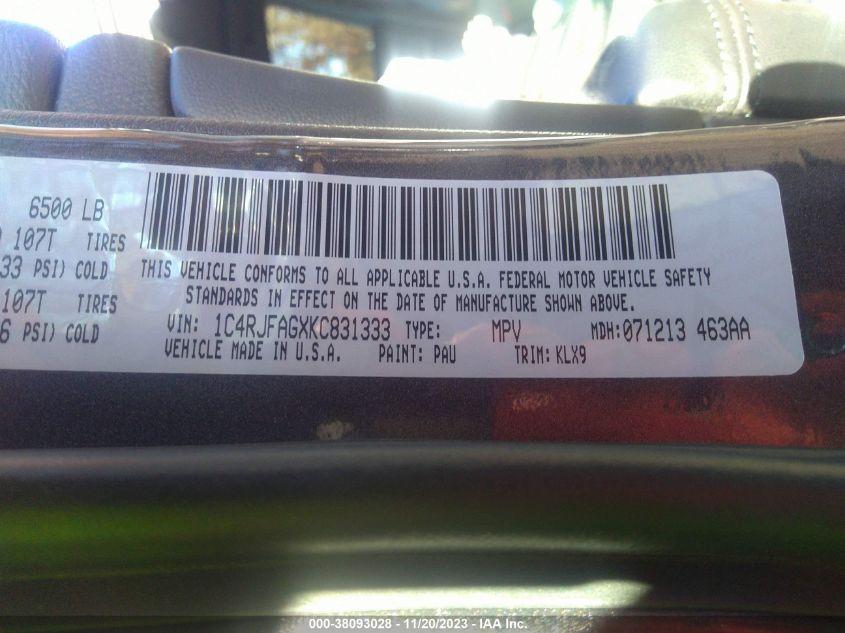 6500 LB
107T TIRES
33 PSI) COLD
THIS VEHICLE CONFORMS TO ALL APPLICABLE U.S.A. FEDERAL MOTOR VEHICLE SAFETY
107T TIRES
STANDARDS IN EFFECT ON THE DATE OF MANUFACTURE SHOWN ABOVE.
6 PSI) COLD
VIN: 1C4RJFAGXKC831333 TYPE: MPV MDH:071213 463AA
VEHICLE MADE IN U.S.A. PAINT: PAU TRIM: KLX9
000-38093028 - 11/20/2023 - IAA Inc.